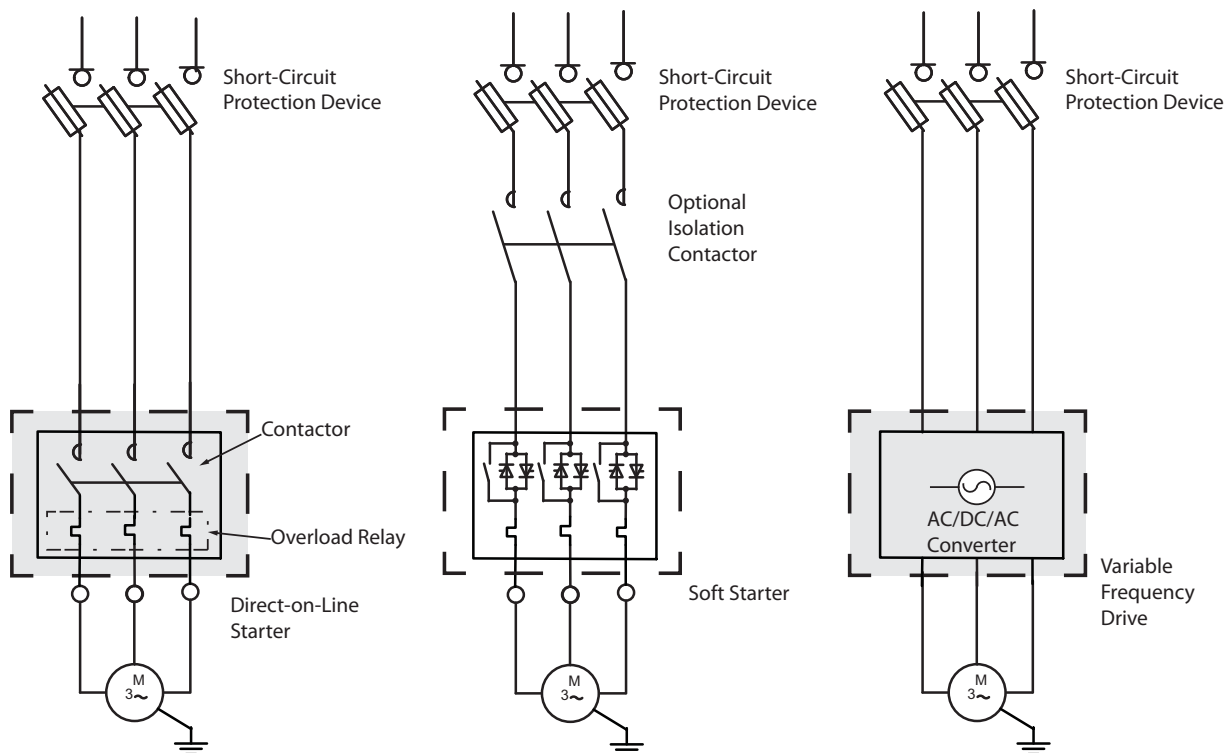 Short-Circuit
Protection Device
Contactor
Overload Relay
Direct-on-Line
Starter
M
3~
Short-Circuit
Protection Device
Optional
Isolation
Contactor
Soft Starter
M
3~
Short-Circuit
Protection Device
AC/DC/AC
Converter
Variable
Frequency
Drive
M
3~